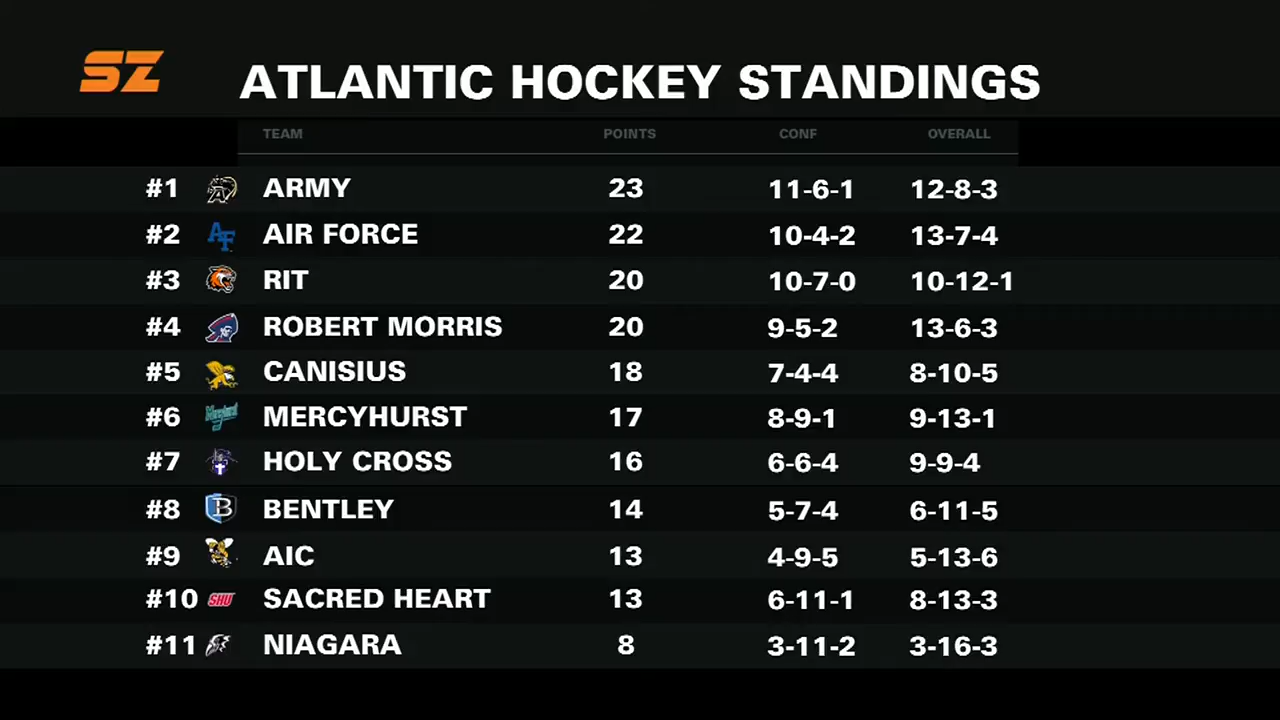 SZ ATLANTIC HOCKEY STANDINGS
TEAM POINTS CONF OVERALL
#1 ARMY 23 11-6-1 12-8-3
#2 AF AIR FORCE 22 10-4-2 13-7-4
#3 RIT 20 10-7-0 10-12-1
#4 ROBERT MORRIS 20 9-5-2 13-6-3
#5 CANISIUS 18 7-4-4 8-10-5
#6 MERCYHURST 17 8-9-1 9-13-1
#7 HOLY CROSS 16 6-6-4 9-9-4
#8 B BENTLEY 14 5-7-4 6-11-5
#9 AIC 13 4-9-5 5-13-6
#10 SHU SACRED HEART 13 6-11-1 8-13-3
#11 NIAGARA 8 3-11-2 3-16-3